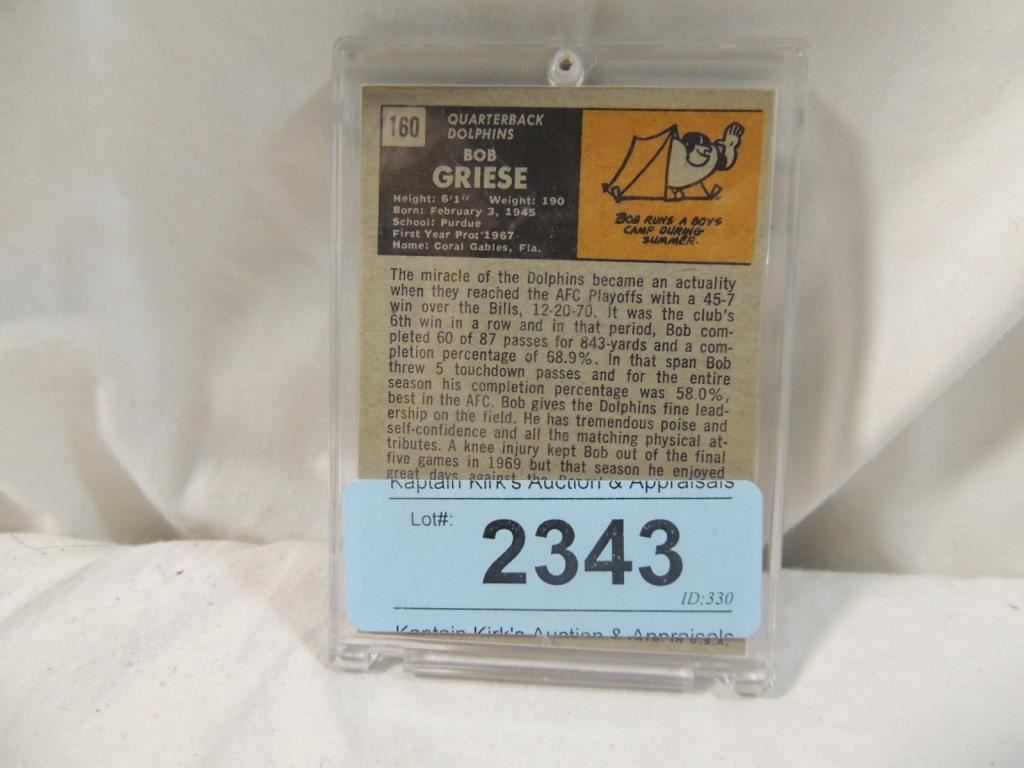 160
QUARTERBACK
DOLPHINS
BOB
GRIESE
Height: 6'1" Weight: 190
Born: February 3, 1945
School: Purdue
First Year Pro: 1967
Home: Coral Gables, Fla.
BOB RUNS A BOYS
CAMP DURING
SUMMER.
The miracle of the Dolphins became an actuality
when they reached the AFC Playoffs with a 45-7
win over the Bills, 12-20-70. It was the club's
6th win in a row and in that period, Bob com-
pleted 60 of 87 passes for 843-yards and a com-
pletion percentage of 68.9%. In that span Bob
threw 5 touchdown passes and for the entire
season his completion percentage was 58.0%,
best in the AFC. Bob gives the Dolphins fine lead-
ership on the field. He has tremendous poise and
self-confidence and all the matching physical at-
tributes. A knee injury kept Bob out of the final
five games in 1969 but that season he enjoyed
great days against the
Kaptain Kirk's Auction & Appraisals
Lot#:
2343
ID:330
Kaptain Kirk's Auction & Appraisals
U.S.A.